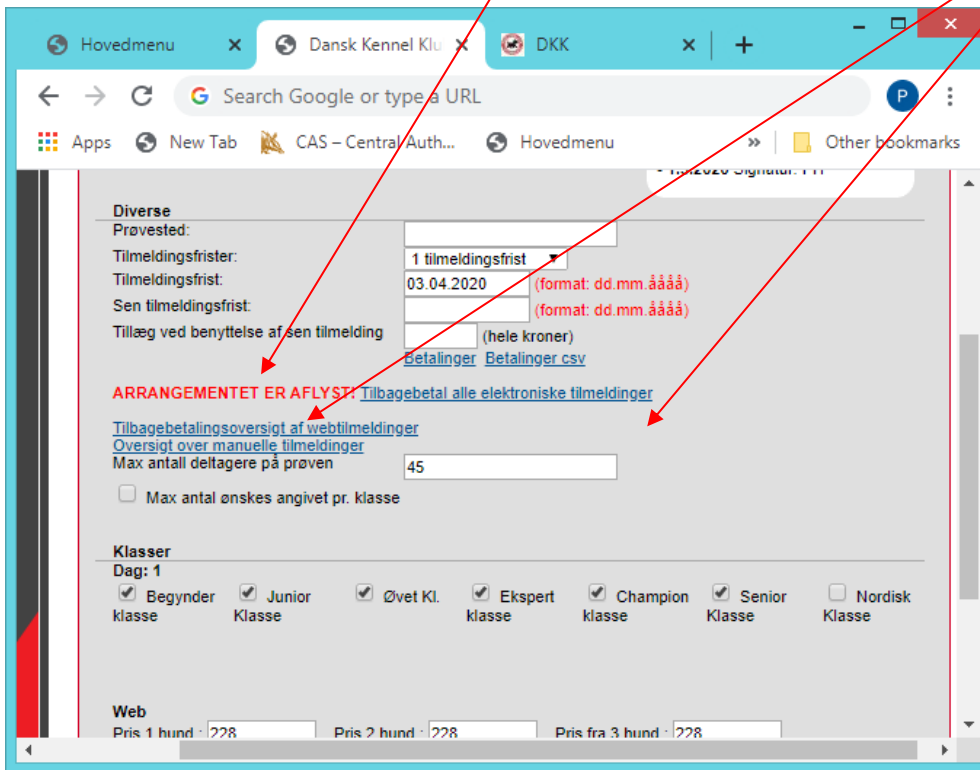 Hovedmenu
Dansk Kennel Klu
DKK
Search Google or type a URL
P
Apps
New Tab
CAS – Central Auth...
Hovedmenu
»
Other bookmarks
- 1.3.2020 Signatur:
Diverse
Prøvested:
Tilmeldingsfrister: 1 tilmeldingsfrist
Tilmeldingsfrist: 03.04.2020 (format: dd.mm.åååå)
Sen tilmeldingsfrist: (format: dd.mm.åååå)
Tillæg ved benyttelse af sen tilmelding (hele kroner)
Betalinger Betalinger csv
ARRANGEMENTET ER AFLYST! Tilbagebetal alle elektroniske tilmeldinger
Tilbagebetalingsoversigt af webtilmeldinger
Oversigt over manuelle tilmeldinger
Max antall deltagere på prøven 45
Max antal ønskes angivet pr. klasse
Klasser
Dag: 1
Begynder klasse
Junior Klasse
Øvet Kl.
Ekspert klasse
Champion klasse
Senior Klasse
Nordisk Klasse
Web
Pris 1 hund : 228 Pris 2 hund : 228 Pris fra 3 hund : 228